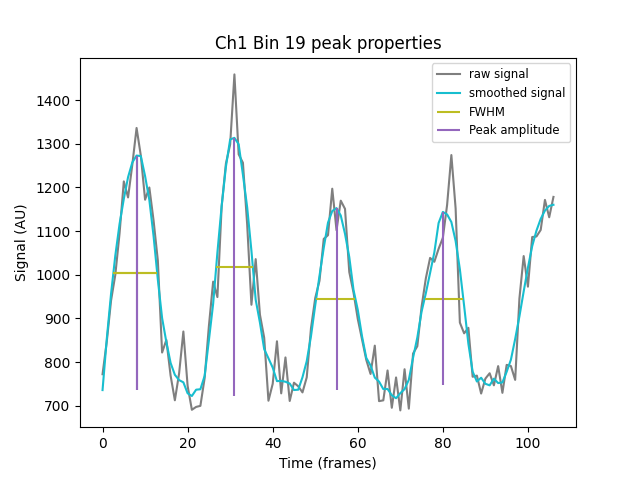 Ch1 Bin 19 peak properties
raw signal
smoothed signal
FWHM
Peak amplitude
Signal (AU)
1400
1300
1200
1100
1000
900
800
700
0 20 40 60 80 100
Time (frames)